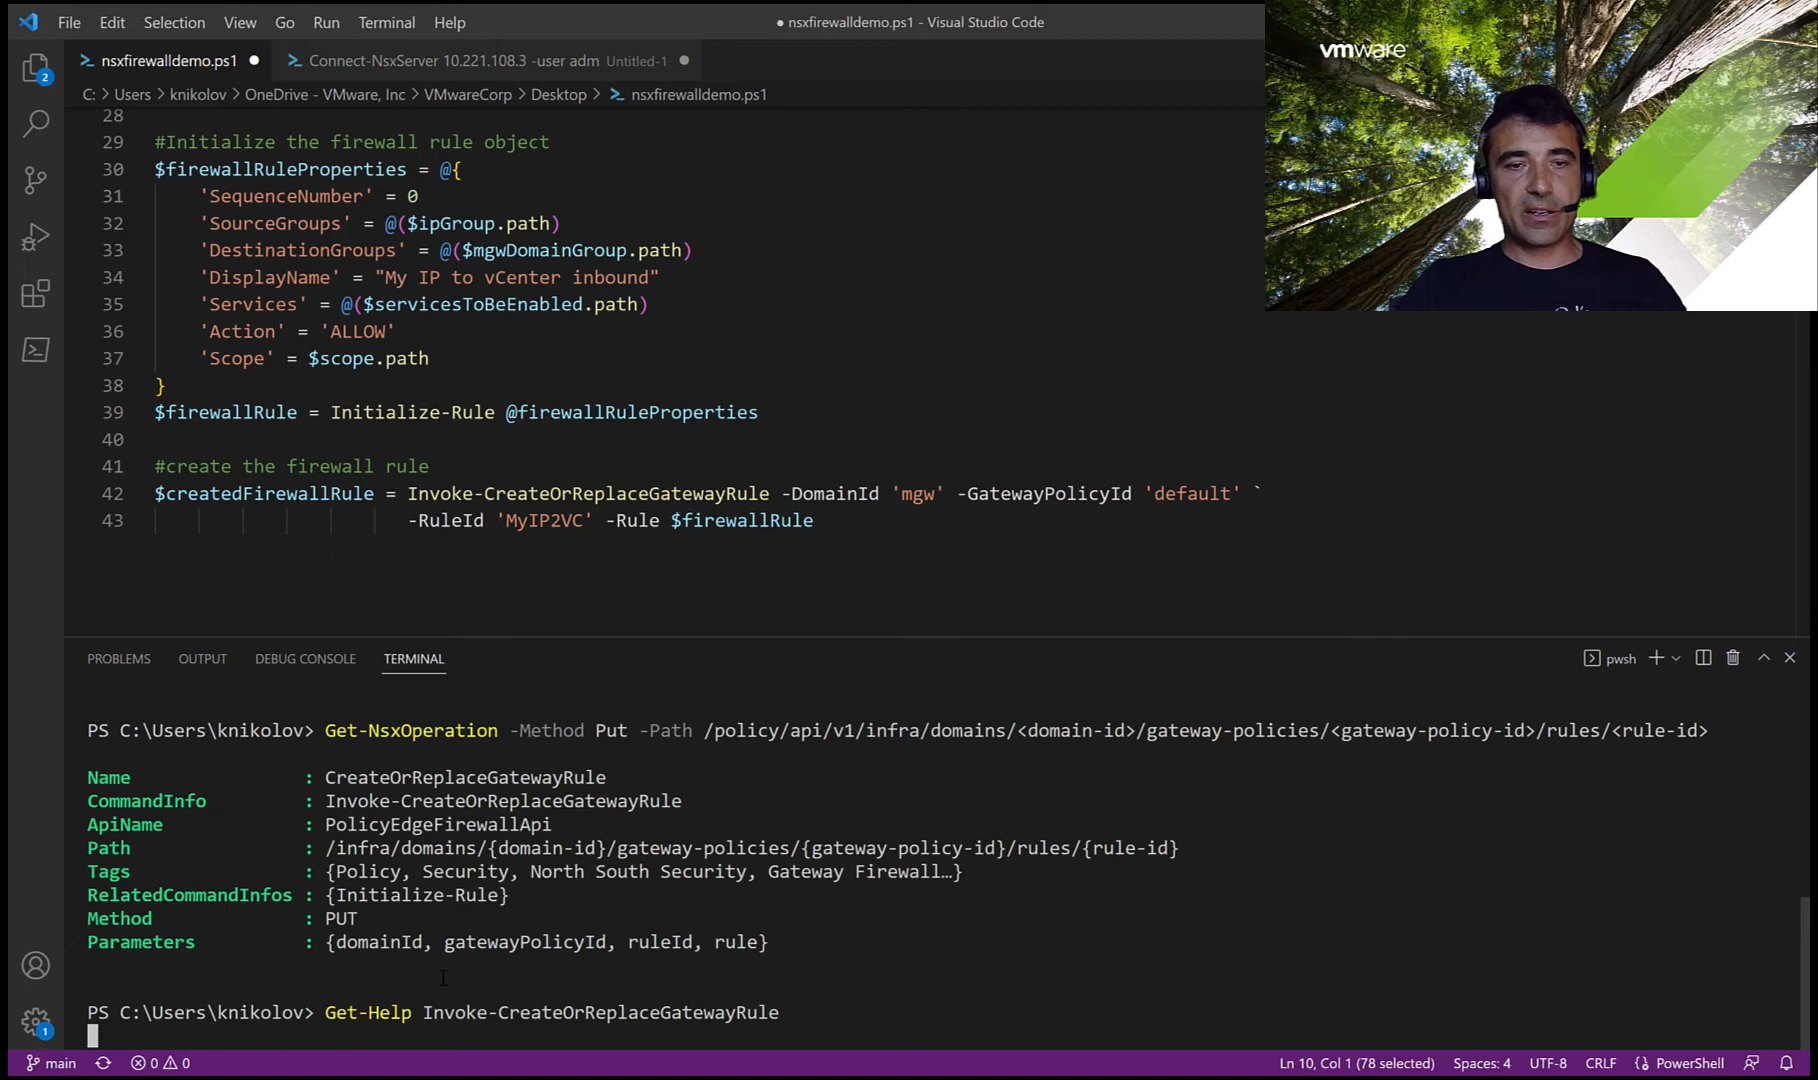 File Edit Selection View Go Run Terminal Help
● nsxfirewalldemo.ps1 - Visual Studio Code
vmware
nsxfirewalldemo.ps1 ●
Connect-NsxServer 10.221.108.3 -user adm Untitled-1 ●
C: > Users > knikolov > OneDrive - VMware, Inc > VMwareCorp > Desktop > nsxfirewalldemo.ps1
28
29 #Initialize the firewall rule object
30 $firewallRuleProperties = @{
31 'SequenceNumber' = 0
32 'SourceGroups' = @($ipGroup.path)
33 'DestinationGroups' = @($mgwDomainGroup.path)
34 'DisplayName' = "My IP to vCenter inbound"
35 'Services' = @($servicesToBeEnabled.path)
36 'Action' = 'ALLOW'
37 'Scope' = $scope.path
38 }
39 $firewallRule = Initialize-Rule @firewallRuleProperties
40
41 #create the firewall rule
42 $createdFirewallRule = Invoke-CreateOrReplaceGatewayRule -DomainId 'mgw' -GatewayPolicyId 'default' `
43 -RuleId 'MyIP2VC' -Rule $firewallRule
PROBLEMS OUTPUT DEBUG CONSOLE TERMINAL
pwsh
PS C:\Users\knikolov> Get-NsxOperation -Method Put -Path /policy/api/v1/infra/domains/<domain-id>/gateway-policies/<gateway-policy-id>/rules/<rule-id>
Name : CreateOrReplaceGatewayRule
CommandInfo : Invoke-CreateOrReplaceGatewayRule
ApiName : PolicyEdgeFirewallApi
Path : /infra/domains/{domain-id}/gateway-policies/{gateway-policy-id}/rules/{rule-id}
Tags : {Policy, Security, North South Security, Gateway Firewall…}
RelatedCommandInfos : {Initialize-Rule}
Method : PUT
Parameters : {domainId, gatewayPolicyId, ruleId, rule}
PS C:\Users\knikolov> Get-Help Invoke-CreateOrReplaceGatewayRule
2
1
main 0 0
Ln 10, Col 1 (78 selected) Spaces: 4 UTF-8 CRLF PowerShell